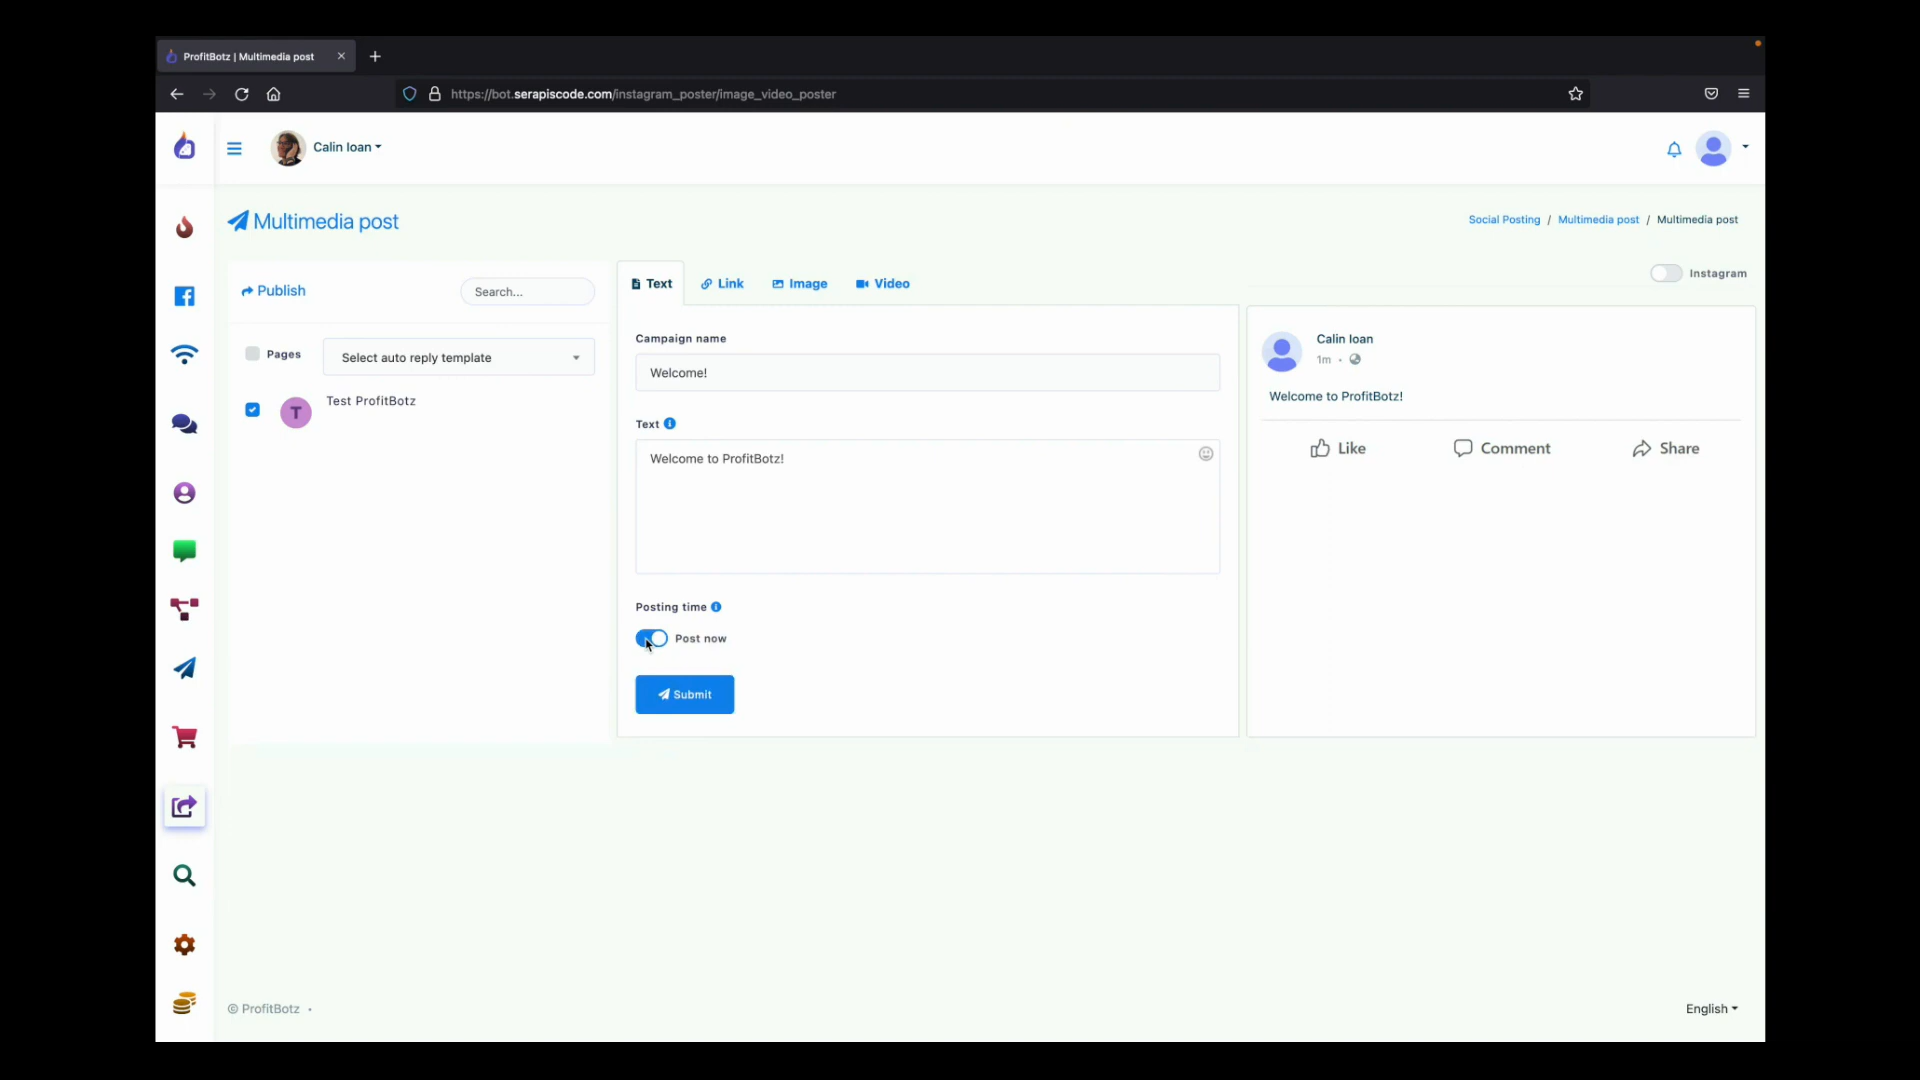 ProfitBotz | Multimedia post
https://bot.serapiscode.com/instagram_poster/image_video_poster
Calin Ioan
Multimedia post
Social Posting / Multimedia post / Multimedia post
Publish
Search...
Text
Link
Image
Video
Instagram
Pages
Select auto reply template
T
Test ProfitBotz
Campaign name
Welcome!
Text
Welcome to ProfitBotz!
Posting time
Post now
Submit
Calin Ioan
1m
Welcome to ProfitBotz!
Like
Comment
Share
© ProfitBotz •
English